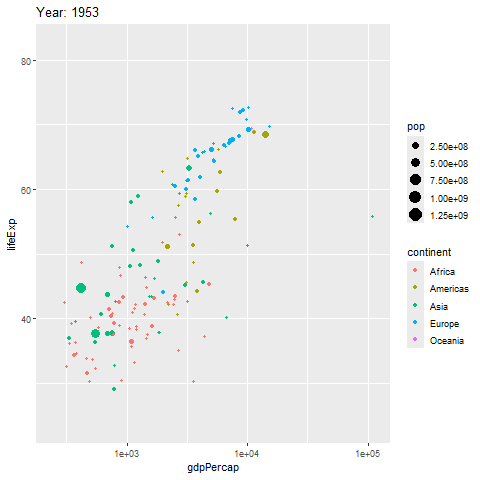 Year: 1953
80
60
40
lifeExp
1e+03
1e+04
1e+05
gdpPercap
pop
2.50e+08
5.00e+08
7.50e+08
1.00e+09
1.25e+09
continent
Africa
Americas
Asia
Europe
Oceania